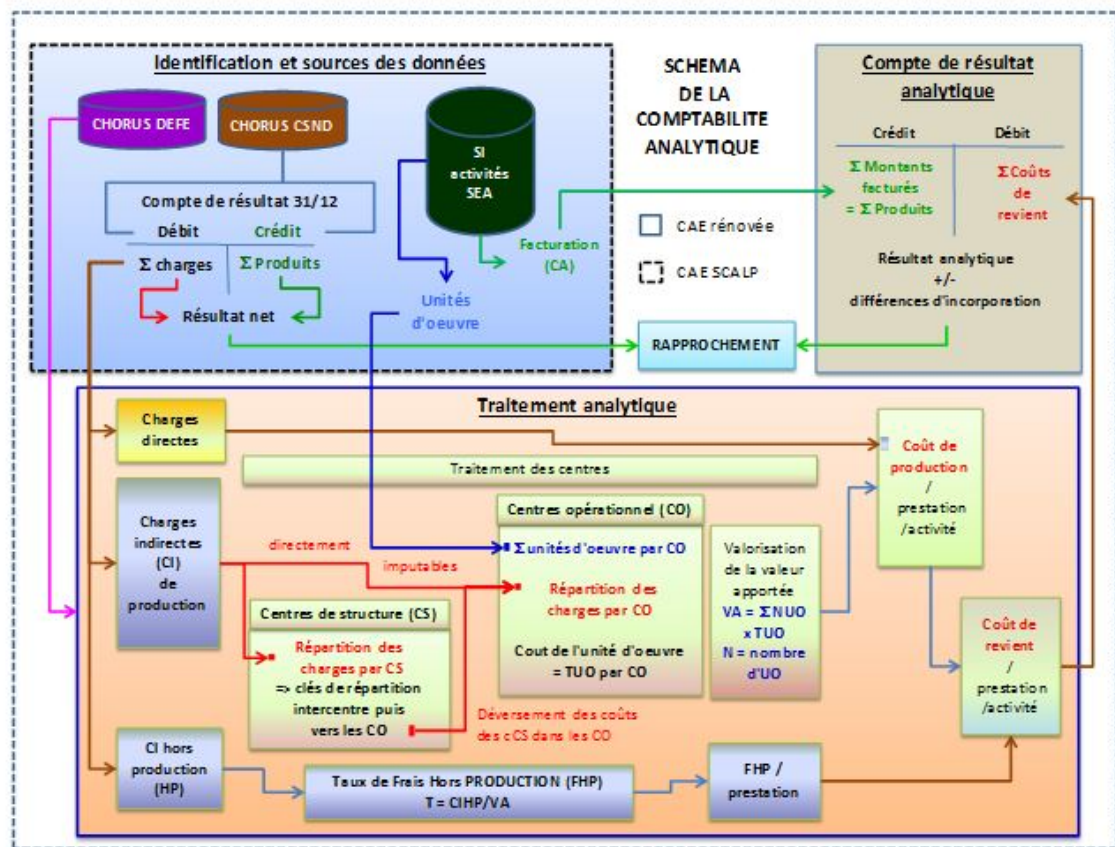 Identification et sources des données
CHORUS DEFE
CHORUS CSND
SI
activités
SEA
Compte de résultat 31/12
Débit
Crédit
Σ charges
Σ Produits
Résultat net
Unités
d'oeuvre
Facturation
(CA)
SCHEMA
DE LA
COMPTABILITE
ANALYTIQUE
CAE rénovée
CAE SCALP
RAPPROCHEMENT
Compte de résultat
analytique
Crédit
Débit
Σ Montants
facturés
= Σ Produits
Σ Coûts
de
revient
Résultat analytique
+/-
différences d'incorporation
Traitement analytique
Charges
directes
Traitement des centres
Charges
indirectes
(CI)
de
production
directement
imputables
Centres de structure (CS)
Répartition des
charges par CS
=> clés de répartition
intercentre puis
vers les CO
Centres opérationnel (CO)
Σ unités d'oeuvre par CO
Répartition des
charges par CO
Cout de l'unité d'oeuvre
= TUO par CO
Déversement des coûts
des cCS dans les CO
Valorisation
de la valeur
apportée
VA = Σ NUO
x TUO
N = nombre
d'UO
Coût de
production
/
prestation
/activité
Coût de
revient
/
prestation
/activité
CI hors
production
(HP)
Taux de Frais Hors PRODUCTION (FHP)
T = CIHP/VA
FHP /
prestation